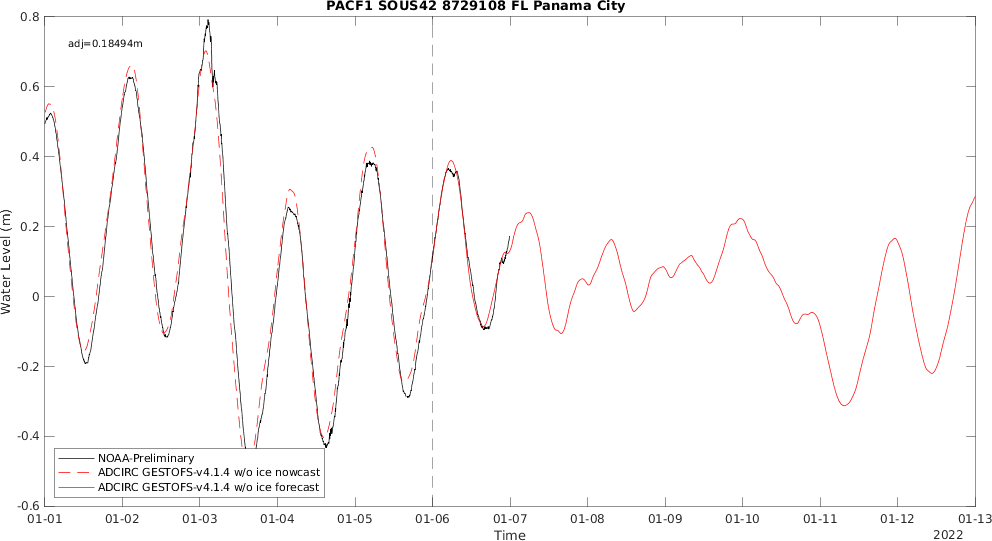 PACF1 SOUS42 8729108 FL Panama City
0.8
adj=0.18494m
0.6
0.4
0.2
0
-0.2
-0.4
-0.6
Water Level (m)
NOAA-Preliminary
ADCIRC GESTOFS-v4.1.4 w/o ice nowcast
ADCIRC GESTOFS-v4.1.4 w/o ice forecast
01-01 01-02 01-03 01-04 01-05 01-06 01-07 01-08 01-09 01-10 01-11 01-12 01-13
Time
2022